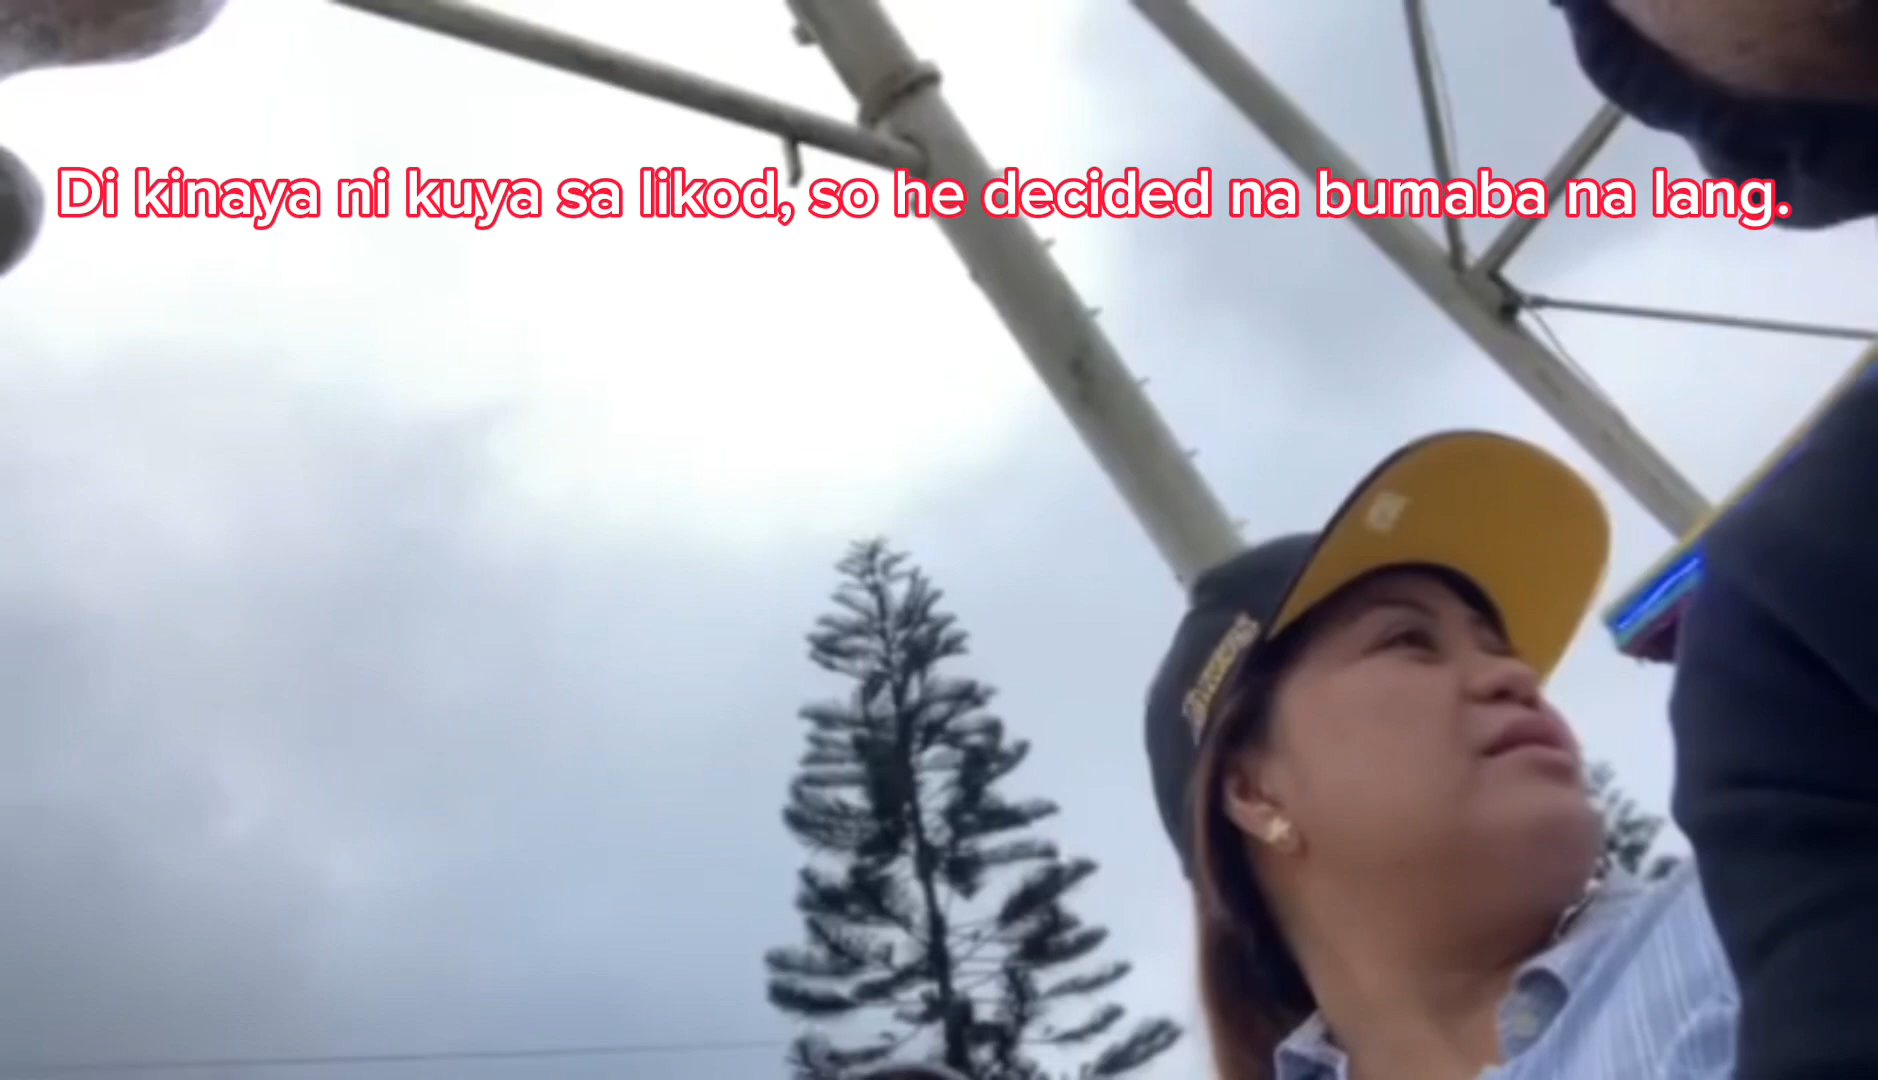 Di kinaya ni kuya sa likod, so he decided na bumaba na lang.